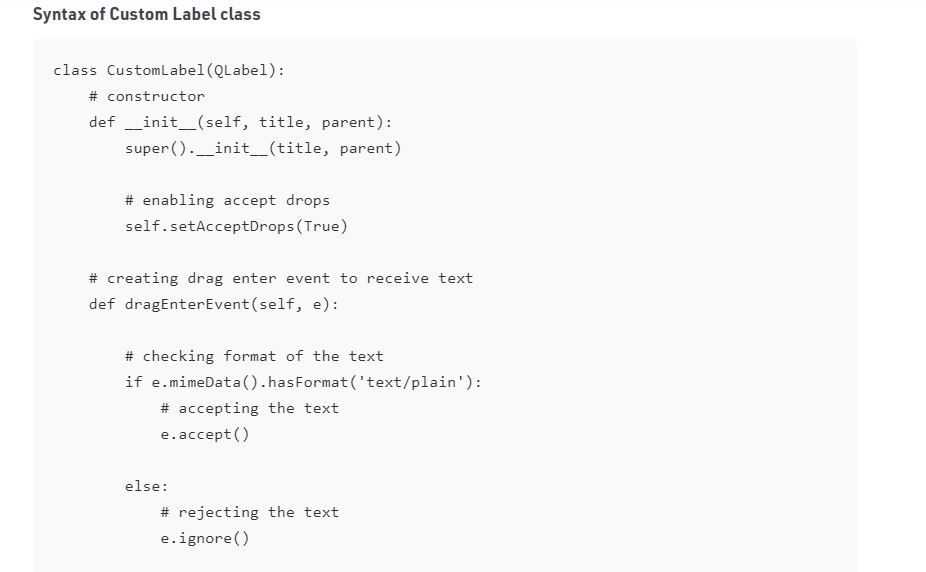 Syntax of Custom Label class
class CustomLabel(QLabel):
    # constructor
    def __init__(self, title, parent):
        super().__init__(title, parent)

        # enabling accept drops
        self.setAcceptDrops(True)

    # creating drag enter event to receive text
    def dragEnterEvent(self, e):

        # checking format of the text
        if e.mimeData().hasFormat('text/plain'):
            # accepting the text
            e.accept()

        else:
            # rejecting the text
            e.ignore()